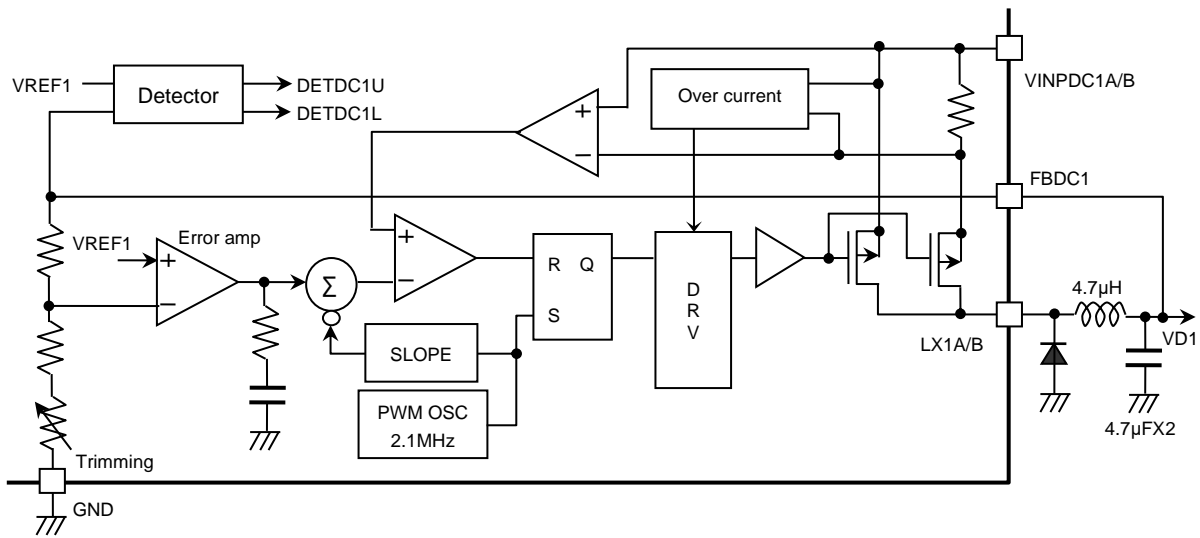 VREF1
Detector
DETDC1U
DETDC1L
Over current
+
−
VINPDC1A/B
FBDC1
VREF1
Error amp
+
−
Σ
+
−
R Q
S
D
R
V
SLOPE
PWM OSC
2.1MHz
LX1A/B
4.7μH
VD1
4.7μFX2
Trimming
GND